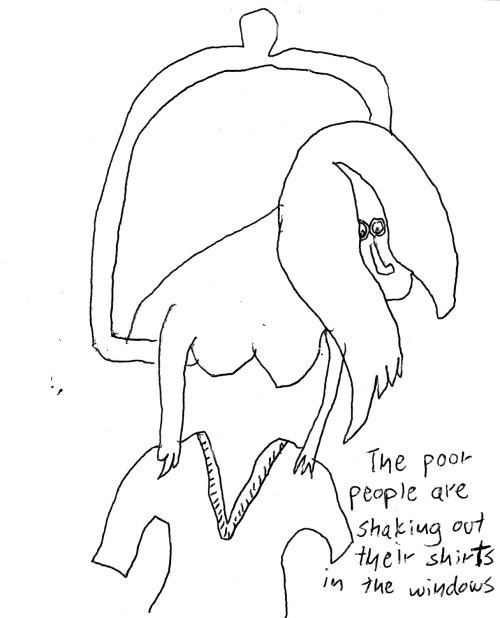 The poor
people are
shaking out
their shirts
in the windows